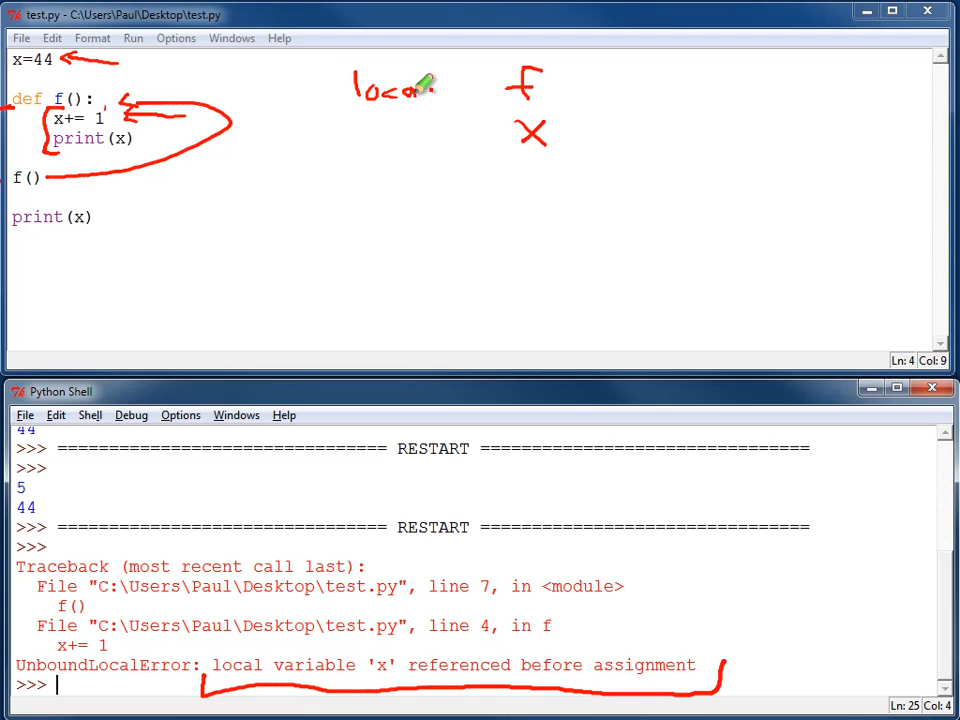 test.py - C:\Users\Paul\Desktop\test.py
File Edit Format Run Options Windows Help
x=44
def f():
x+= 1
print(x)
f()
print(x)
f
x
Ln: 4 Col: 9
Python Shell
File Edit Shell Debug Options Windows Help
44
>>> ================================ RESTART ================================
>>>
5
44
>>> ================================ RESTART ================================
>>>
Traceback (most recent call last):
File "C:\Users\Paul\Desktop\test.py", line 7, in <module>
f()
File "C:\Users\Paul\Desktop\test.py", line 4, in f
x+= 1
UnboundLocalError: local variable 'x' referenced before assignment
>>>
Ln: 25 Col: 4